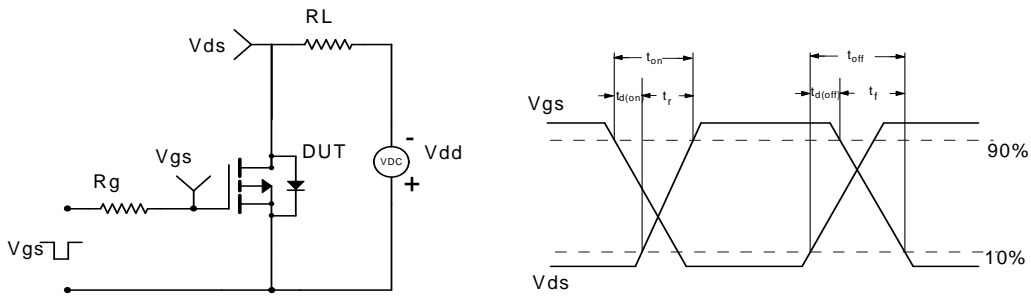 RL
Vds
Vgs
DUT
VDC
-
+
Vdd
Rg
Vgs
ton
toff
td(on)
tr
td(off)
tf
Vgs
90%
10%
Vds